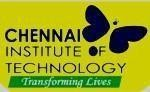 CHENNAI
INSTITUTE OF
TECHNOLOGY
Transforming Lives